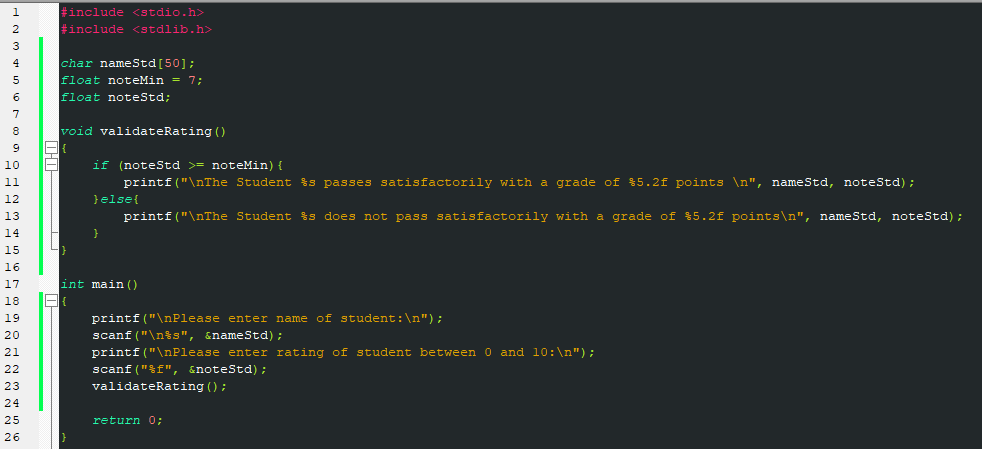 1 #include <stdio.h>
2 #include <stdlib.h>
3
4 char nameStd[50];
5 float noteMin = 7;
6 float noteStd;
7
8 void validateRating()
9 {
10 if (noteStd >= noteMin){
11 printf("\nThe Student %s passes satisfactorily with a grade of %5.2f points \n", nameStd, noteStd);
12 }else{
13 printf("\nThe Student %s does not pass satisfactorily with a grade of %5.2f points\n", nameStd, noteStd);
14 }
15 }
16
17 int main()
18 {
19 printf("\nPlease enter name of student:\n");
20 scanf("\n%s", &nameStd);
21 printf("\nPlease enter rating of student between 0 and 10:\n");
22 scanf("%f", &noteStd);
23 validateRating();
24
25 return 0;
26 }